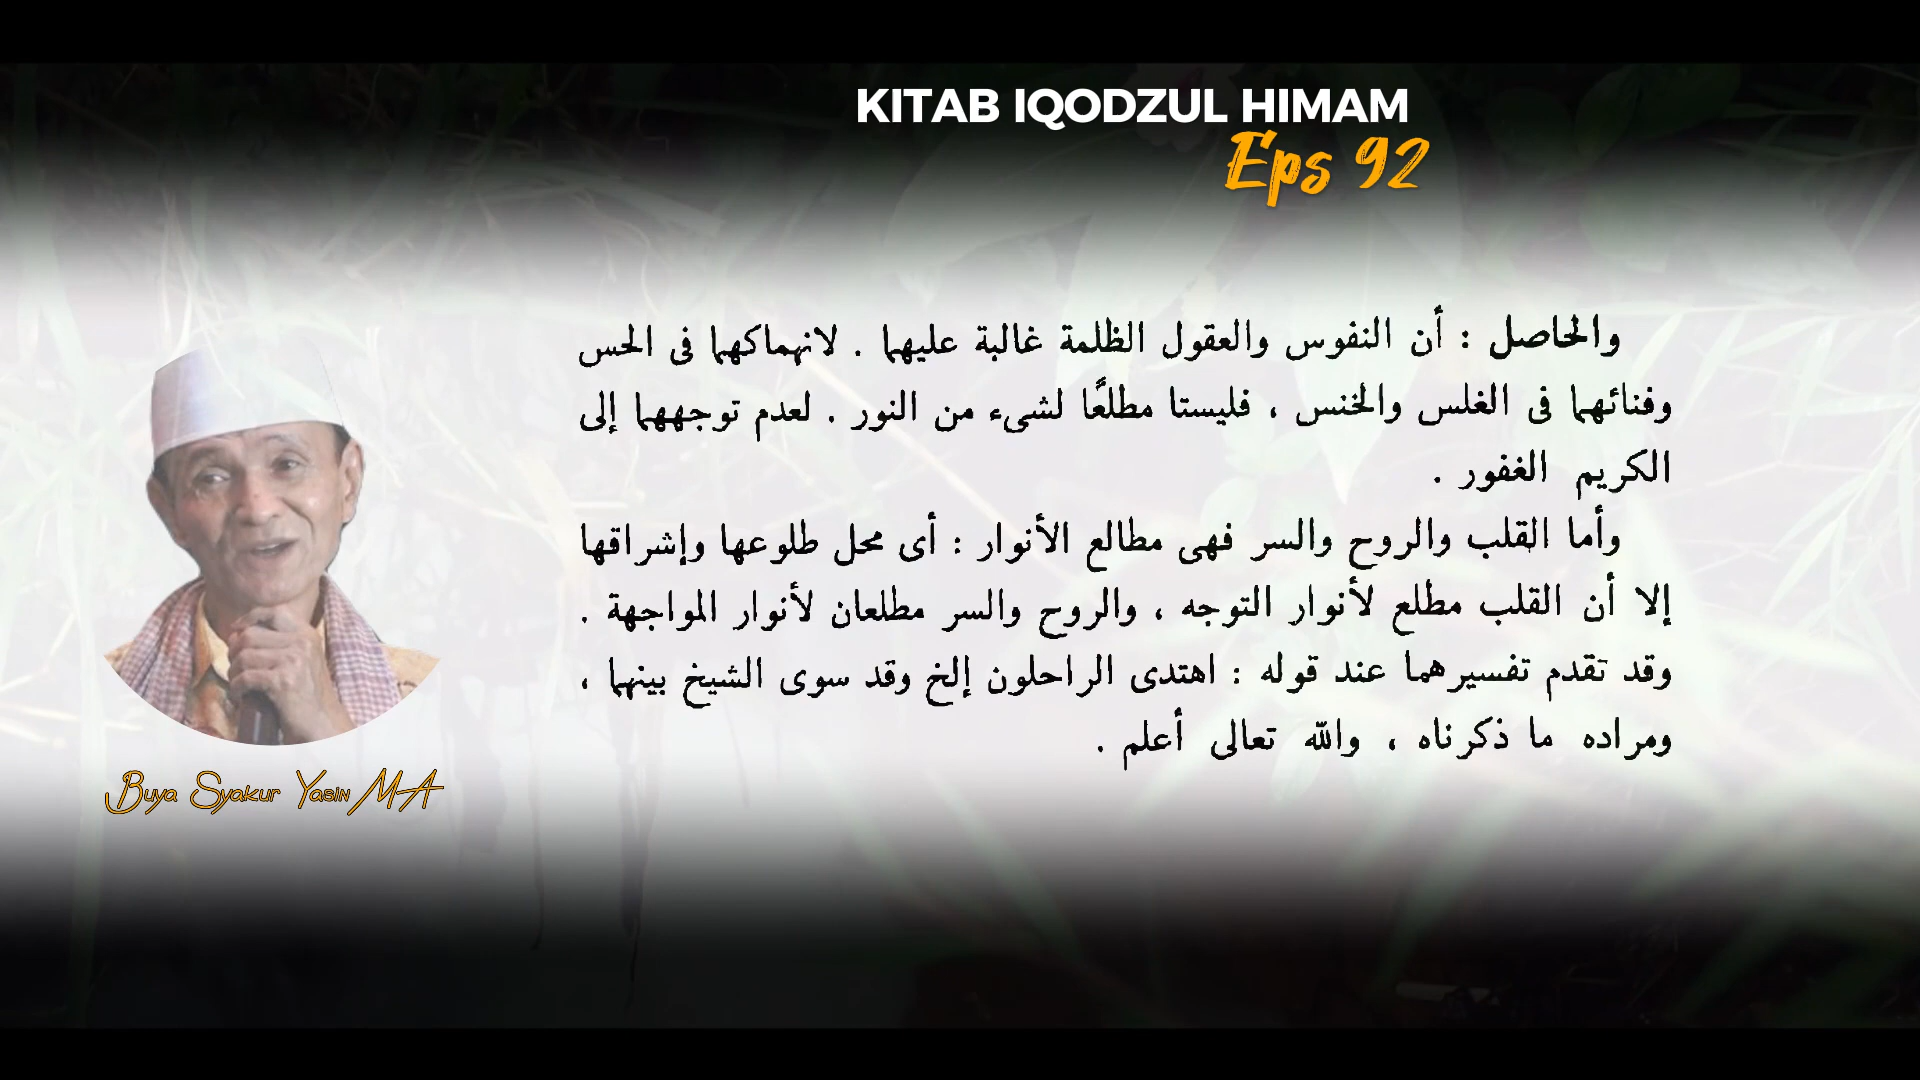 KITAB IQODZUL HIMAM
Eps 92
والحاصل : أن النفوس والعقول الظلمة غالبة عليهما . لانهماكهما فى الحس
وفنائهما فى الغلس والخنس ، فليستا مطلعًا لشىء من النور . لعدم توجههما إلى
الكريم الغفور .
وأما القلب والروح والسر فهى مطالع الأنوار : أى محل طلوعها وإشراقها
إلا أن القلب مطلع لأنوار التوجه ، والروح والسر مطلعان لأنوار المواجهة .
وقد تقدم تفسيرهما عند قوله : اهتدى الراحلون إلخ وقد سوى الشيخ بينهما ،
ومراده ما ذكرناه ، والله تعالى أعلم .
Buya Syakur Yasin MA